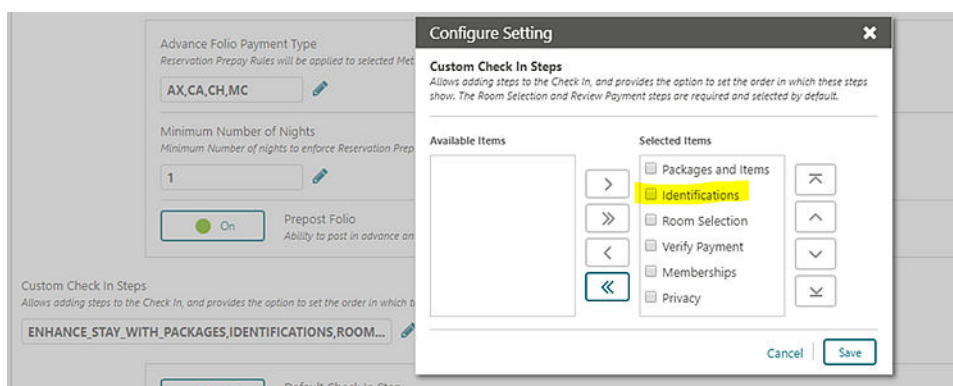 Advance Folio Payment Type
Reservation Prepay Rules will be applied to selected Met
AX,CA,CH,MC
Minimum Number of Nights
Minimum Number of nights to enforce Reservation Prep
1
On
Prepost Folio
Ability to post in advance an
Custom Check In Steps
Allows adding steps to the Check In, and provides the option to set the order in which t
ENHANCE_STAY_WITH_PACKAGES,IDENTIFICATIONS,ROOM...
Default Check In Step
Configure Setting
Custom Check In Steps
Allows adding steps to the Check In, and provides the option to set the order in which these steps
show. The Room Selection and Review Payment steps are required and selected by default.
Available Items
Selected Items
Packages and Items
Identifications
Room Selection
Verify Payment
Memberships
Privacy
Cancel
Save